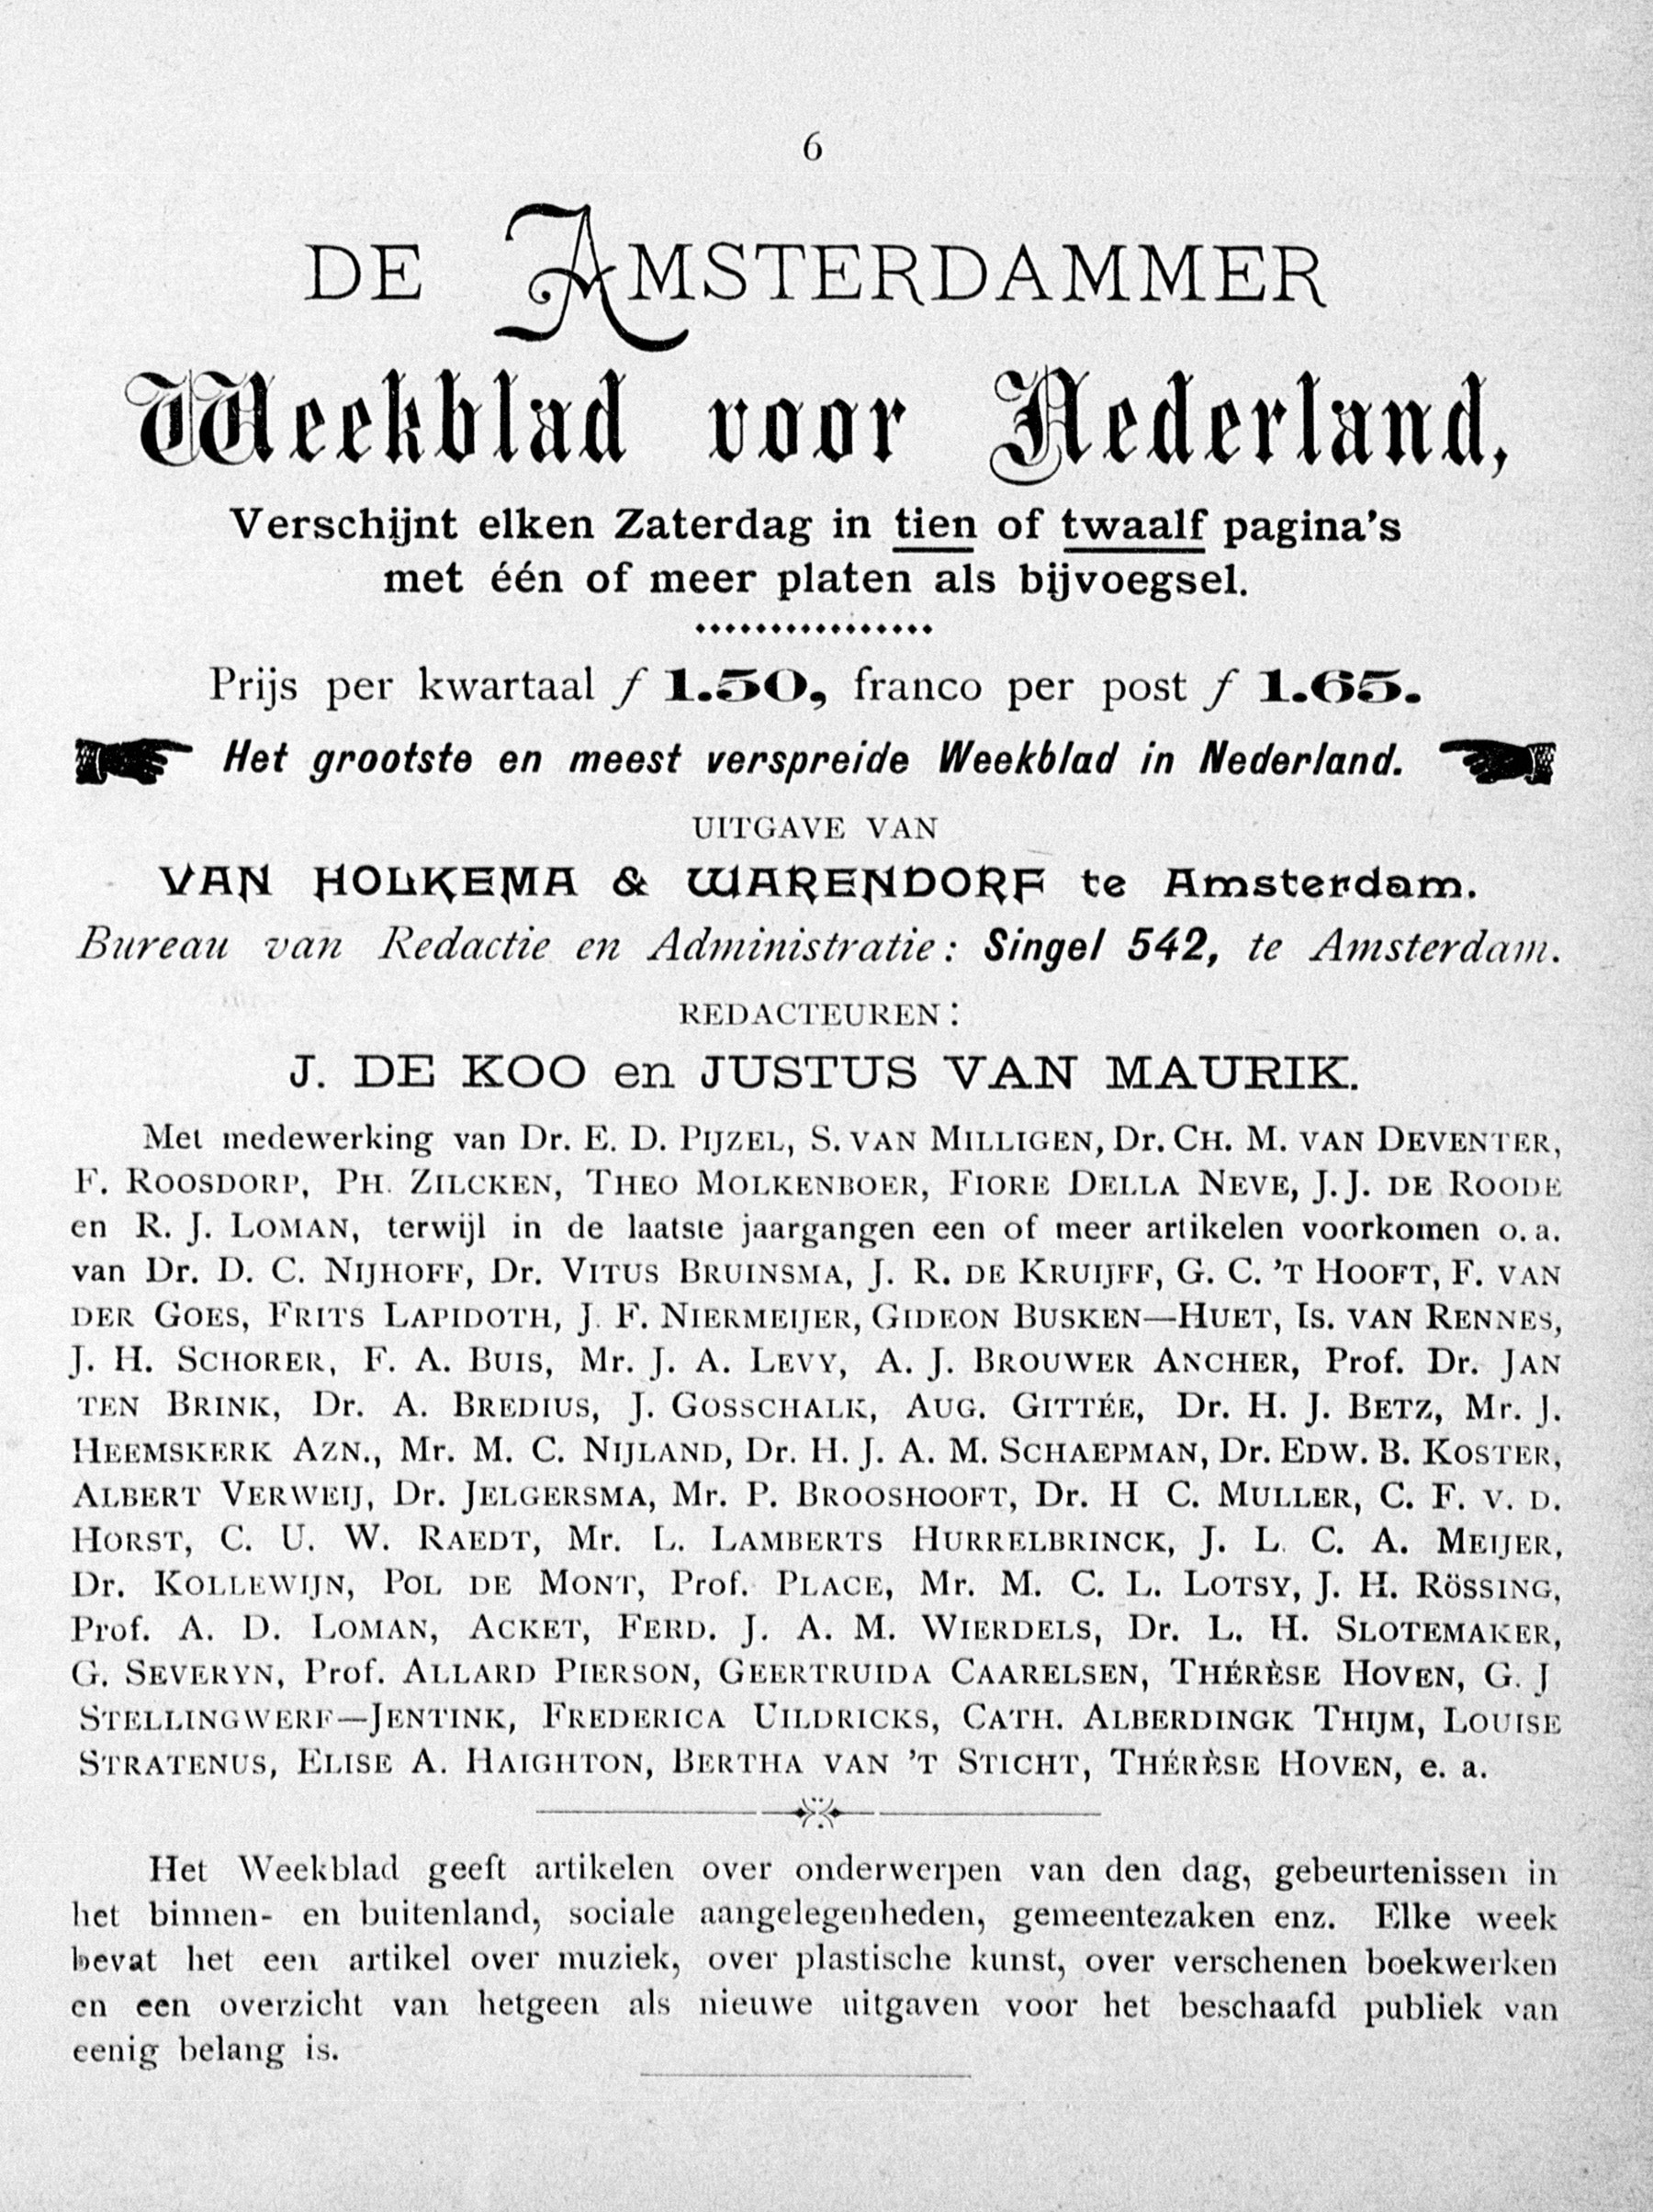 6
DE AMSTERDAMMER
Weekblad voor Nederland,
Verschijnt elken Zaterdag in tien of twaalf pagina's
met één of meer platen als bijvoegsel.
Prijs per kwartaal f 1.50, franco per post f 1.65.
Het grootste en meest verspreide Weekblad in Nederland.
UITGAVE VAN
VAN HOLKEMA & WARENDORF te Amsterdam.
Bureau van Redactie en Administratie: Singel 542, te Amsterdam.
REDACTEUREN:
J. DE KOO en JUSTUS VAN MAURIK.
Met medewerking van Dr. E. D. PIJZEL, S. VAN MILLIGEN, Dr. CH. M. VAN DEVENTER,
F. ROOSDORP, PH. ZILCKEN, THEO MOLKENBOER, FIORE DELLA NEVE, J. J. DE ROODE
en R. J. LOMAN, terwijl in de laatste jaargangen een of meer artikelen voorkomen o. a.
van Dr. D. C. NIJHOFF, Dr. VITUS BRUINSMA, J. R. DE KRUIJFF, G. C. 'T HOOFT, F. VAN
DER GOES, FRITS LAPIDOTH, J. F. NIERMEIJER, GIDEON BUSKEN—HUET, IS. VAN RENNES,
J. H. SCHORER, F. A. BUIS, Mr. J. A. LEVY, A. J. BROUWER ANCHER, Prof. Dr. JAN
TEN BRINK, Dr. A. BREDIUS, J. GOSSCHALK, AUG. GITTÉE, Dr. H. J. BETZ, Mr. J.
HEEMSKERK AZN., Mr. M. C. NIJLAND, Dr. H. J. A. M. SCHAEPMAN, Dr. EDW. B. KOSTER,
ALBERT VERWEIJ, Dr. JELGERSMA, Mr. P. BROOSHOOFT, Dr. H C. MULLER, C. F. V. D.
HORST, C. U. W. RAEDT, Mr. L. LAMBERTS HURRELBRINCK, J. L. C. A. MEIJER,
Dr. KOLLEWIJN, POL DE MONT, Prof. PLACE, Mr. M. C. L. LOTSY, J. H. RÖSSING,
Prof. A. D. LOMAN, ACKET, FERD. J. A. M. WIERDELS, Dr. L. H. SLOTEMAKER,
G. SEVERYN, Prof. ALLARD PIERSON, GEERTRUIDA CAARELSEN, THÉRÈSE HOVEN, G. J
STELLINGWERF—JENTINK, FREDERICA UILDRICKS, CATH. ALBERDINGK THIJM, LOUISE
STRATENUS, ELISE A. HAIGHTON, BERTHA VAN 'T STICHT, THÉRÈSE HOVEN, e. a.
Het Weekblad geeft artikelen over onderwerpen van den dag, gebeurtenissen in
het binnen- en buitenland, sociale aangelegenheden, gemeentezaken enz. Elke week
bevat het een artikel over muziek, over plastische kunst, over verschenen boekwerken
en een overzicht van hetgeen als nieuwe uitgaven voor het beschaafd publiek van
eenig belang is.